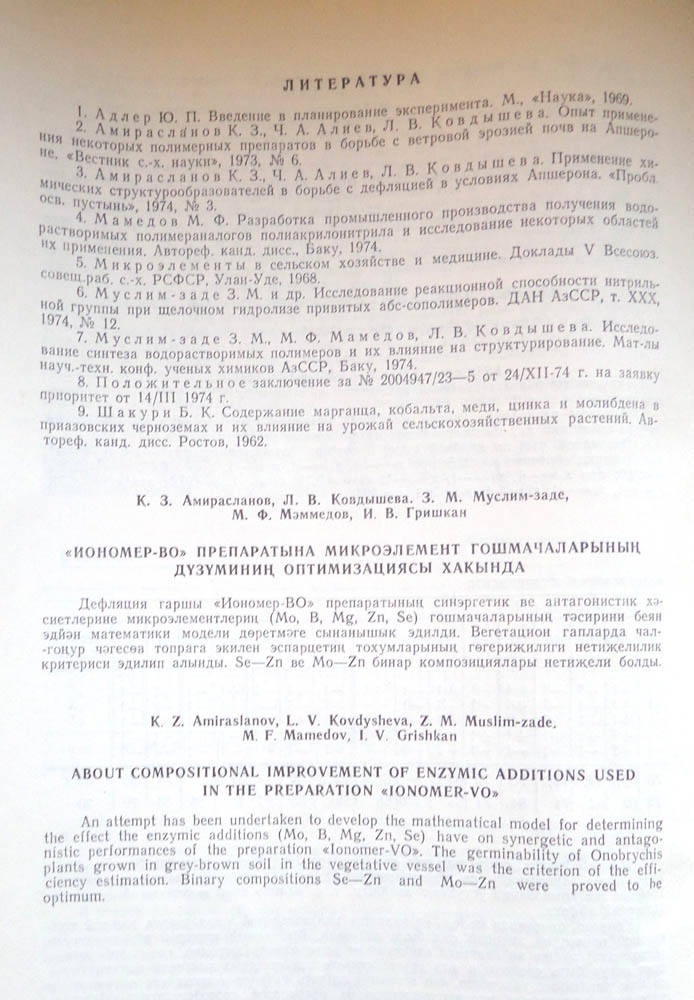 ЛИТЕРАТУРА
1. Адлер Ю. П. Введение в планирование эксперимента. М., «Наука», 1969.
2. Амирасланов К. З., Ч. А. Алиев, Л. В. Ковдышева. Опыт примене-
ния некоторых полимерных препаратов в борьбе с ветровой эрозией почв на Апшеро-
не. «Вестник с.-х. науки», 1973, № 6.
3. Амирасланов К. З., Ч. А. Алиев, Л. В. Ковдышева. Применение хи-
мических структурообразователей в борьбе с дефляцией в условиях Апшерона. «Пробл.
осв. пустынь», 1974, № 3.
4. Мамедов М. Ф. Разработка промышленного производства получения водо-
растворимых полимераналогов полиакрилонитрила и исследование некоторых областей
их применения. Автореф. канд. дисс., Баку, 1974.
5. Микроэлементы в сельском хозяйстве и медицине. Доклады V Всесоюз.
совещ.раб. с.-х. РСФСР, Улан-Уде, 1968.
6. Муслим-заде З. М. и др. Исследование реакционной способности нитриль-
ной группы при щелочном гидролизе привитых абс-сополимеров. ДАН АзССР, т. XXX,
1974, № 12.
7. Муслим-заде З. М., М. Ф. Мамедов, Л. В. Ковдышева. Исследо-
вание синтеза водорастворимых полимеров и их влияние на структурирование. Мат-лы
науч.-техн. конф. ученых химиков АзССР, Баку, 1974.
8. Положительное заключение за № 2004947/23—5 от 24/XII-74 г. на заявку
приоритет от 14/III 1974 г.
9. Шакури Б. К. Содержание марганца, кобальта, меди, цинка и молибдена в
приазовских черноземах и их влияние на урожай сельскохозяйственных растений. Ав-
тореф. канд. дисс. Ростов, 1962.
К. З. Амирасланов, Л. В. Ковдышева. З. М. Муслим-заде,
М. Ф. Мәммедов, И. В. Гришкан
«ИОНОМЕР-ВО» ПРЕПАРАТЫНА МИКРОЭЛЕМЕНТ ГОШМАЧАЛАРЫНЫҢ
ДҮЗҮМИНИҢ ОПТИМИЗАЦИЯСЫ ХАКЫНДА
Дефляция гаршы «Иономер-ВО» препаратының синэргетик ве антагонистик хә-
сиетлерине микроэлементлериң (Mo, B, Mg, Zn, Se) гошмачаларының тәсирини беян
эдйән математики модели дөретмәге сынанышык эдилди. Вегетацион гапларда чал-
-гоңур чәгесөв топрага экилен эспарцетиң тохумларының гөгерижилиги нетижелилик
критериси эдилип алынды. Se—Zn ве Mo—Zn бинар композициялары нетижели болды.
K. Z. Amiraslanov, L. V. Kovdysheva, Z. M. Muslim-zade,
M. F. Mamedov, I. V. Grishkan
ABOUT COMPOSITIONAL IMPROVEMENT OF ENZYMIC ADDITIONS USED
IN THE PREPARATION «IONOMER-VO»
An attempt has been undertaken to develop the mathematical model for determining
the effect the enzymic additions (Mo, B, Mg, Zn, Se) have on synergetic and antago-
nistic performances of the preparation «Ionomer-VO». The germinability of Onobrychis
plants grown in grey-brown soil in the vegetative vessel was the criterion of the effi-
ciency estimation. Binary compositions Se—Zn and Mo—Zn were proved to be
optimum.